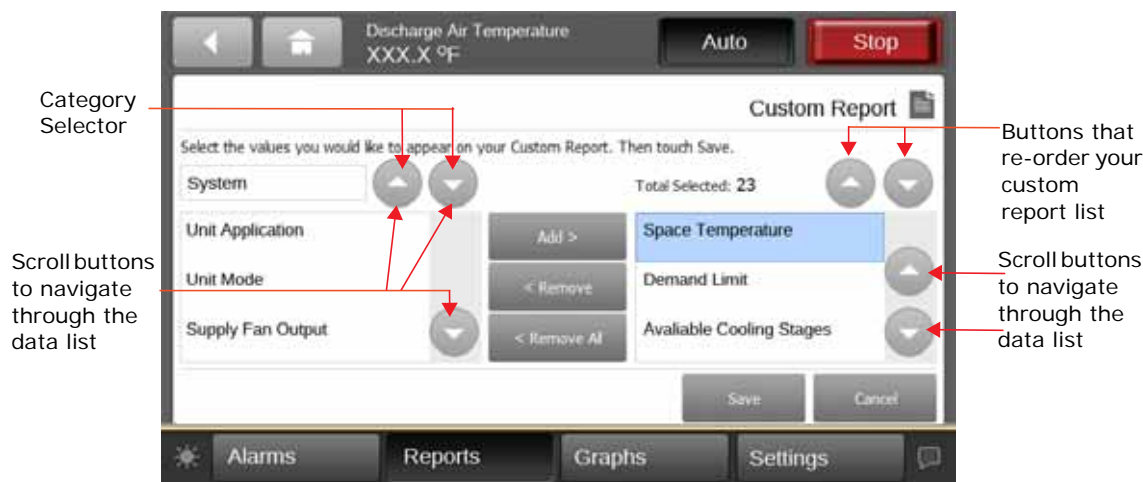 Discharge Air Temperature
XXX.X ºF
Auto
Stop
Category
Selector
Custom Report
Select the values you would like to appear on your Custom Report. Then touch Save.
System
Total Selected: 23
Buttons that
re-order your
custom
report list
Unit Application
Unit Mode
Supply Fan Output
Add >
< Remove
< Remove All
Space Temperature
Demand Limit
Avaliable Cooling Stages
Scroll buttons
to navigate
through the
data list
Scroll buttons
to navigate
through the
data list
Save
Cancel
Alarms
Reports
Graphs
Settings